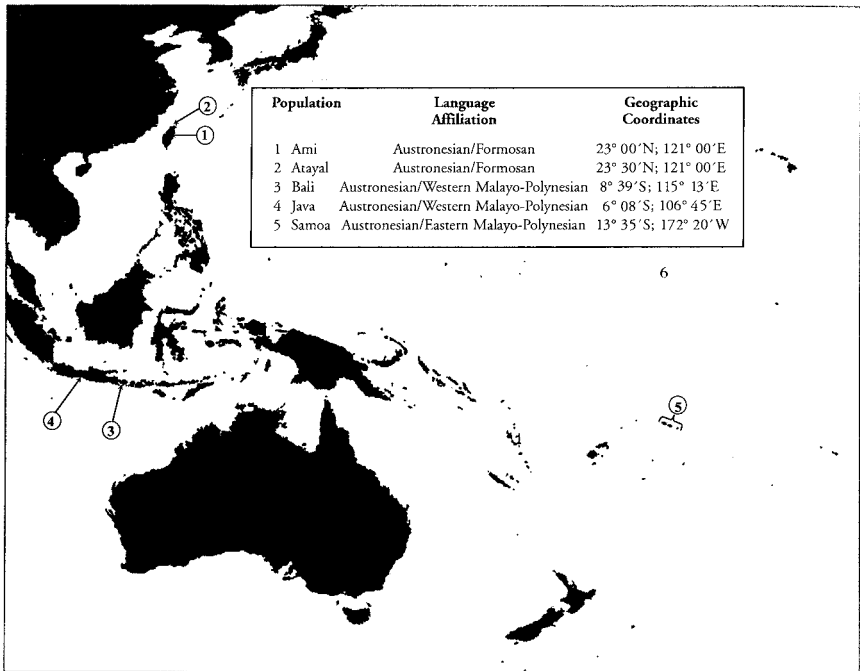 Population Language Affiliation Geographic Coordinates
1 Ami Austronesian/Formosan 23° 00′N; 121° 00′E
2 Atayal Austronesian/Formosan 23° 30′N; 121° 00′E
3 Bali Austronesian/Western Malayo-Polynesian 8° 39′S; 115° 13′E
4 Java Austronesian/Western Malayo-Polynesian 6° 08′S; 106° 45′E
5 Samoa Austronesian/Eastern Malayo-Polynesian 13° 35′S; 172° 20′W
2
1
6
5
4
3